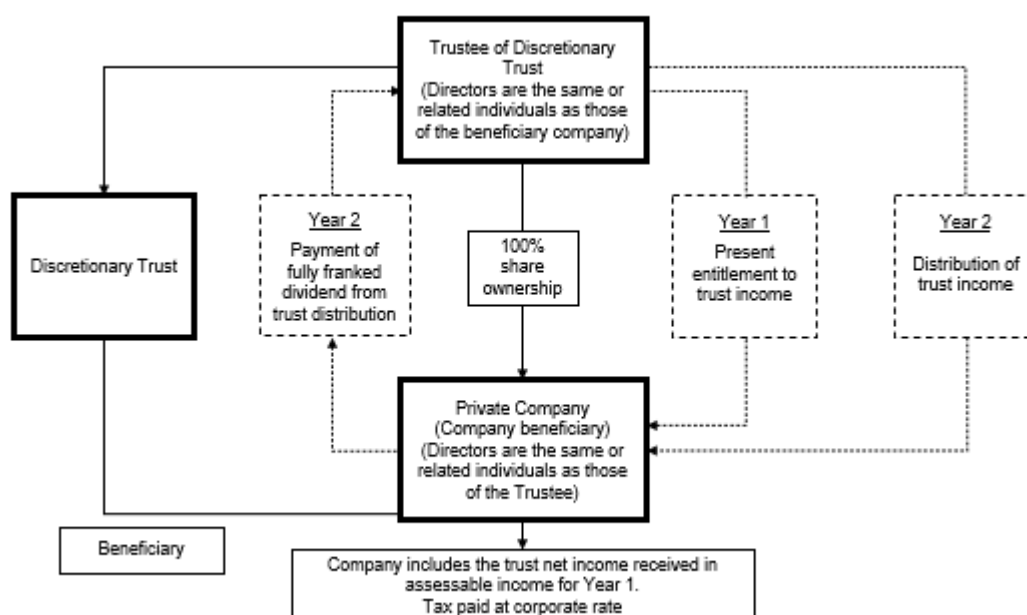 Trustee of Discretionary
Trust
(Directors are the same or
related individuals as those
of the beneficiary company)
Discretionary Trust
Year 2
Payment of
fully franked
dividend from
trust distribution
100%
share
ownership
Year 1
Present
entitlement to
trust income
Year 2
Distribution of
trust income
Private Company
(Company beneficiary)
(Directors are the same or
related individuals as those
of the Trustee)
Beneficiary
Company includes the trust net income received in
assessable income for Year 1.
Tax paid at corporate rate